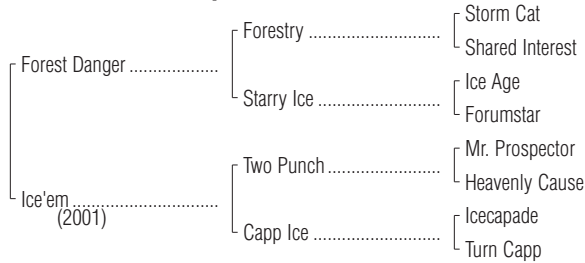 Storm Cat
Forestry ....................................
Shared Interest
Forest Danger ....................
Ice Age
Starry Ice ..................................
Forumstar
Mr. Prospector
Two Punch ............................
Heavenly Cause
Ice'em .................................
(2001)
Icecapade
Capp Ice ...................................
Turn Capp